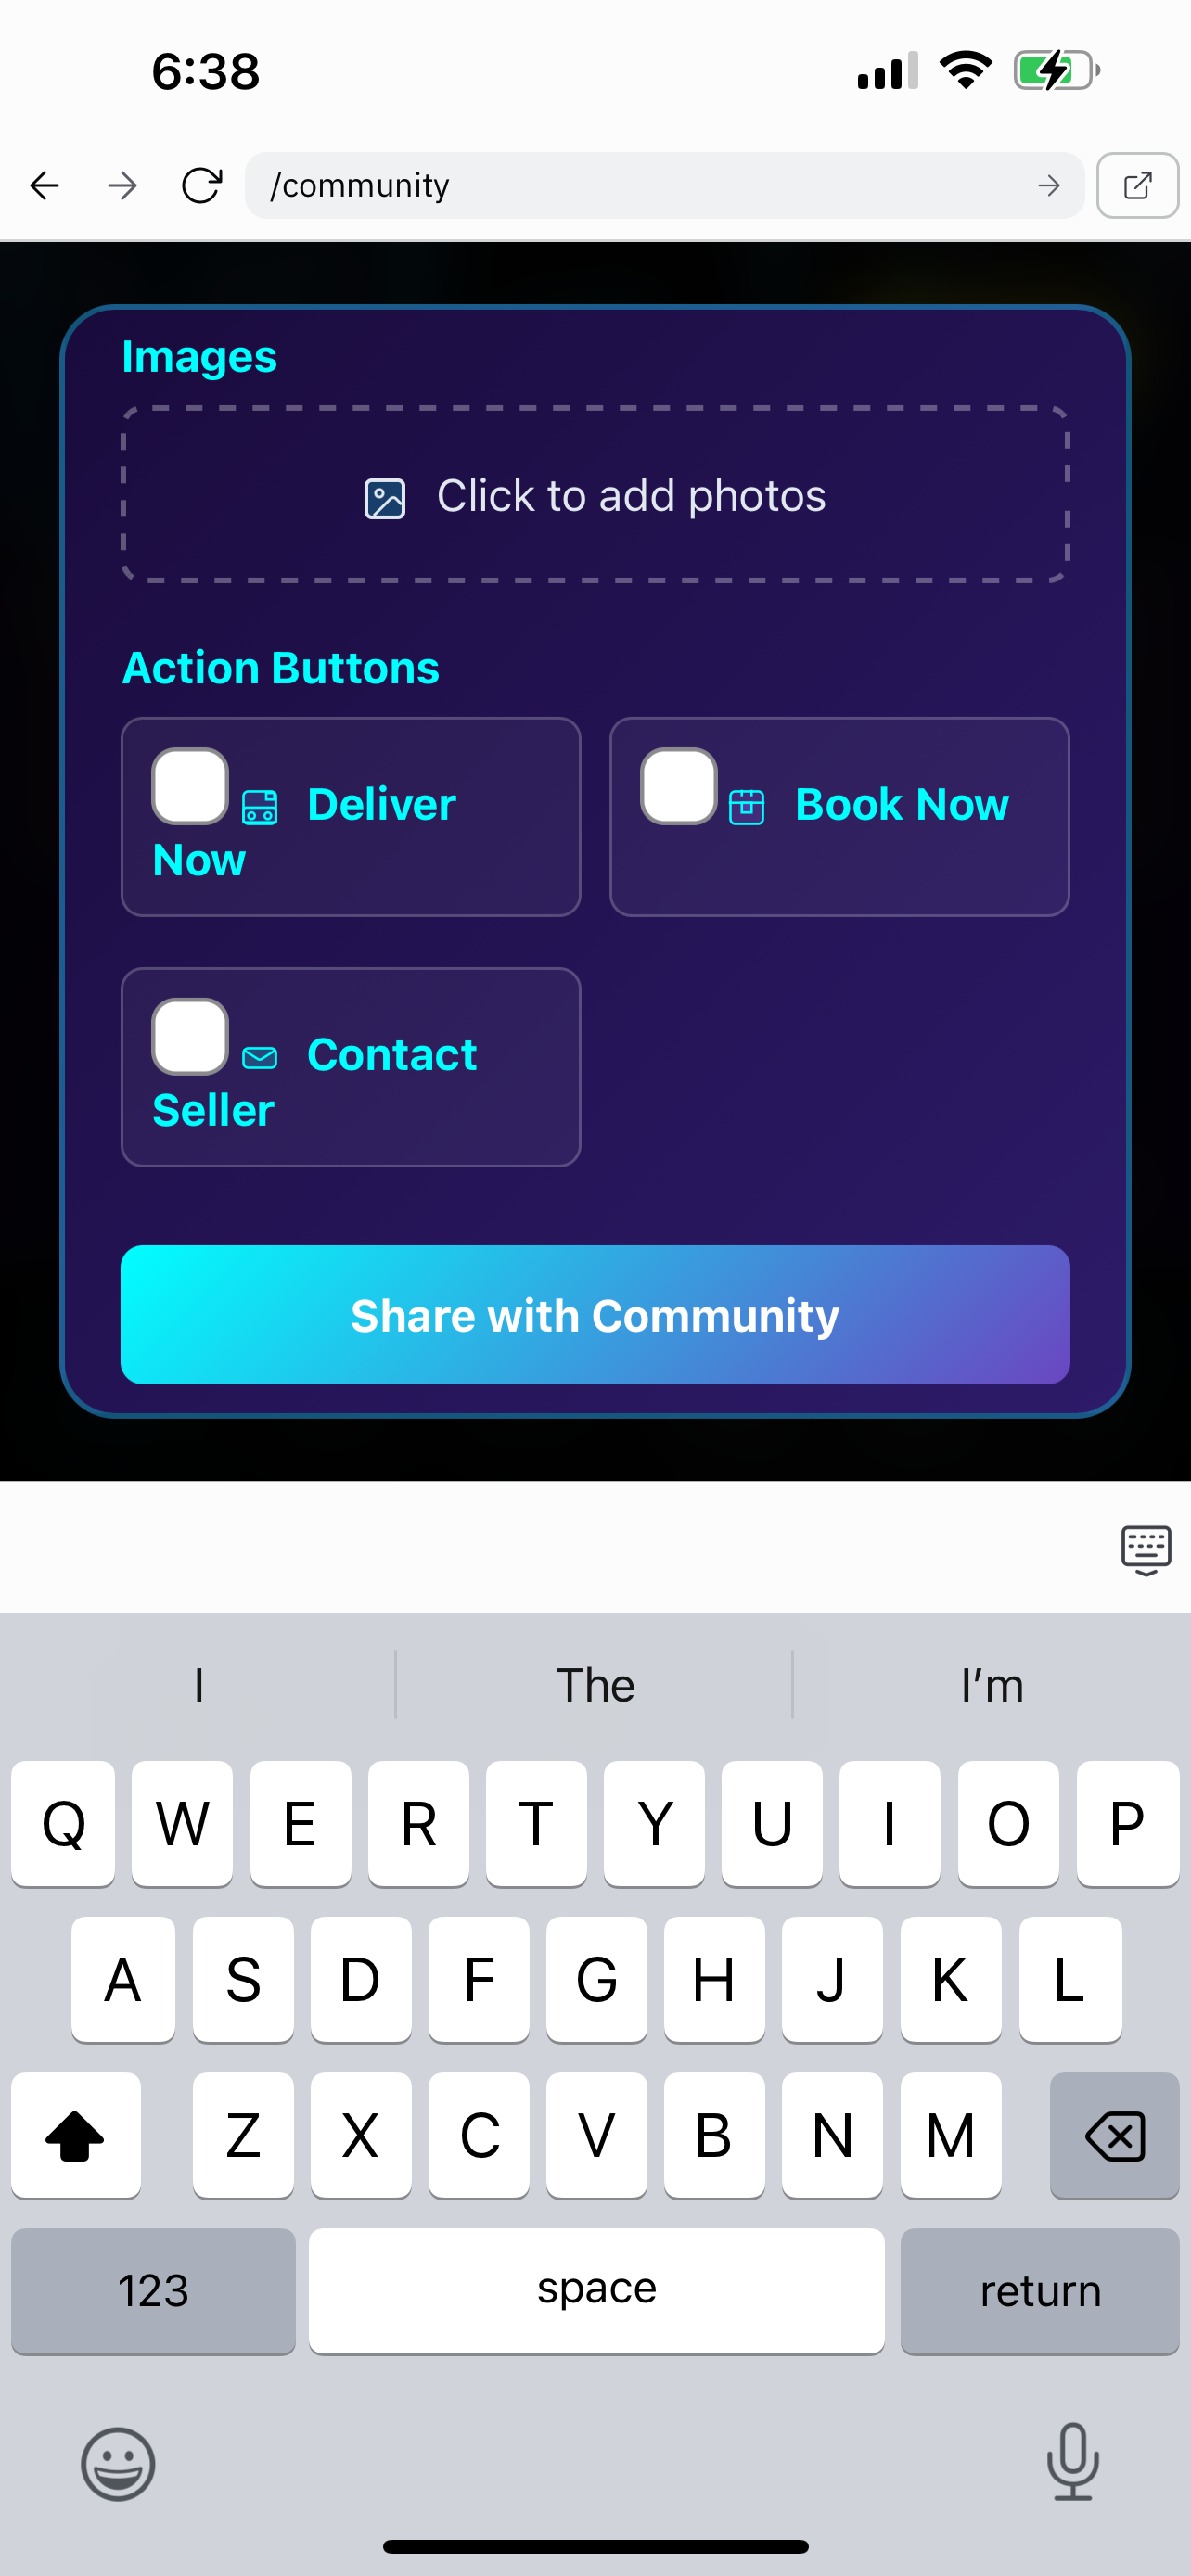 6:38
/community
Images
Click to add photos
Action Buttons
Deliver
Now
Book Now
Contact
Seller
Share with Community
I The I’m
Q W E R T Y U I O P
A S D F G H J K L
Z X C V B N M
123 space return